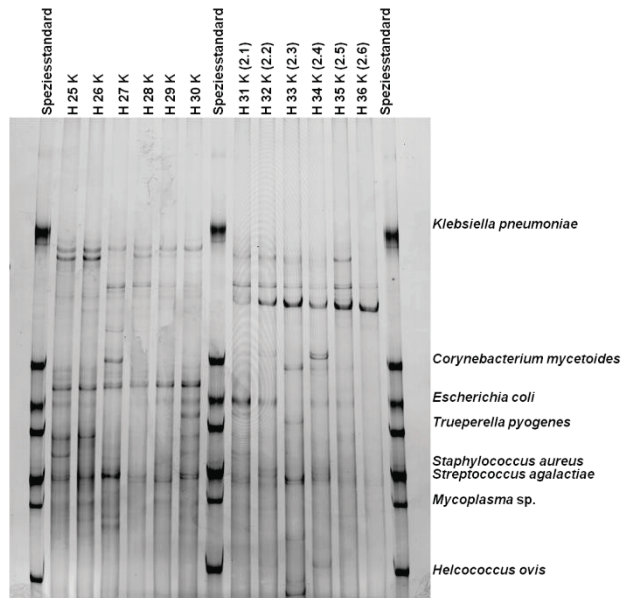 Speziesstandard
H 25 K
H 26 K
H 27 K
H 28 K
H 29 K
H 30 K
Speziesstandard
H 31 K (2.1)
H 32 K (2.2)
H 33 K (2.3)
H 34 K (2.4)
H 35 K (2.5)
H 36 K (2.6)
Speziesstandard
Klebsiella pneumoniae
Corynebacterium mycetoides
Escherichia coli
Trueperella pyogenes
Staphylococcus aureus
Streptococcus agalactiae
Mycoplasma sp.
Helcococcus ovis